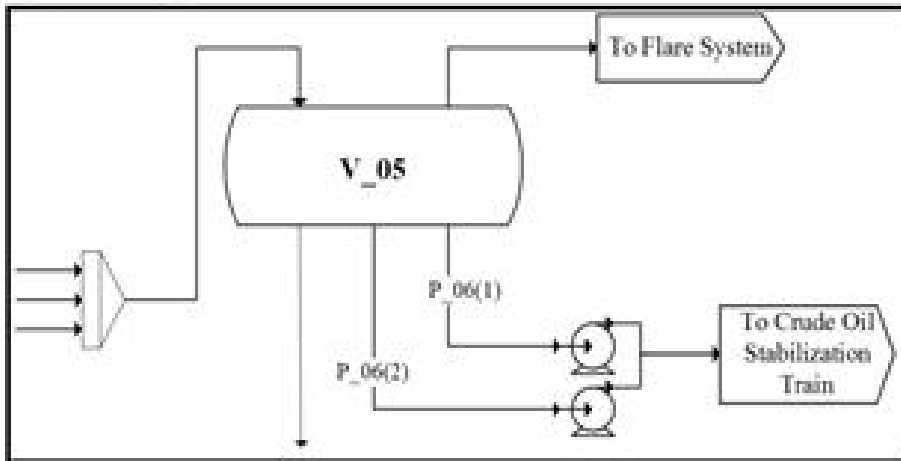 To Flare System
V_05
P_06(1)
P_06(2)
To Crude Oil
Stabilization
Train